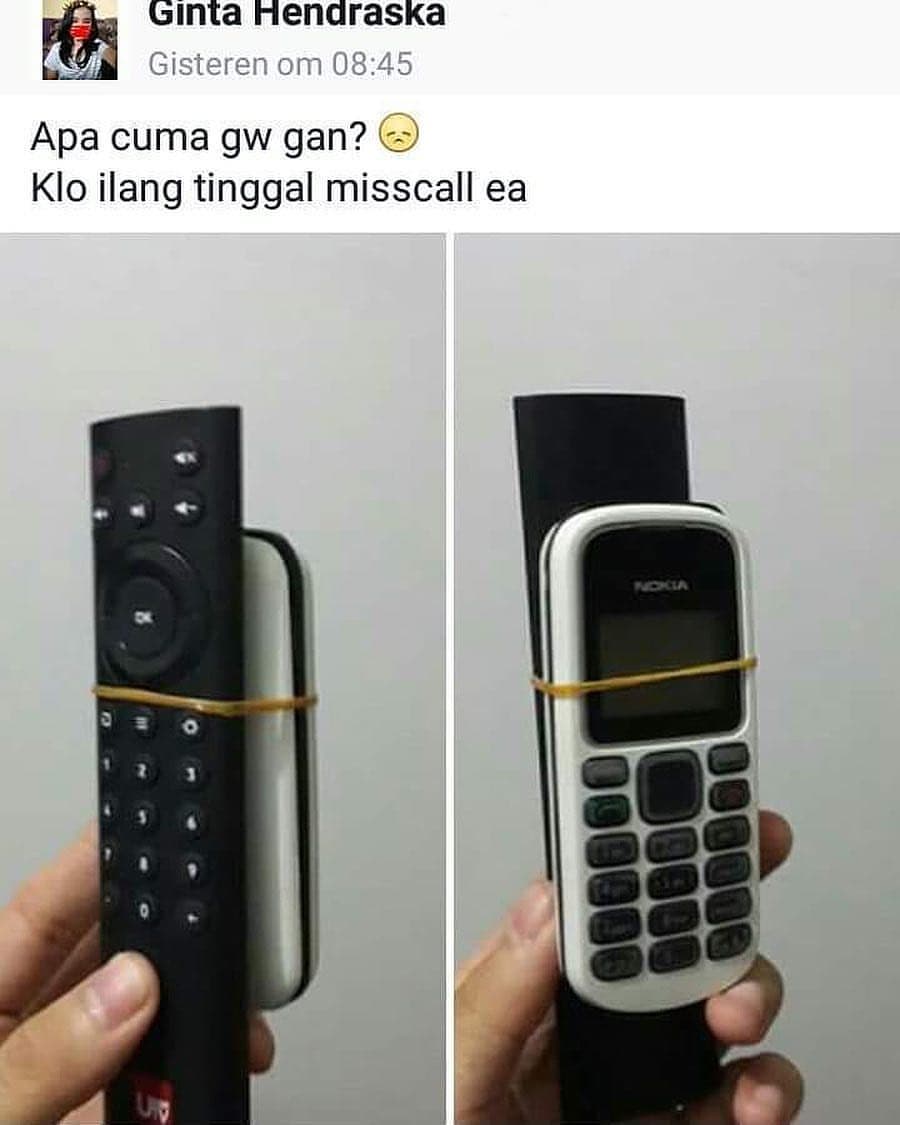 Ginta Hendraska
Gisteren om 08:45
Apa cuma gw gan? 😞
Klo ilang tinggal misscall ea
OK
1 2 3
4 5 6
7 8 9
0
NOKIA